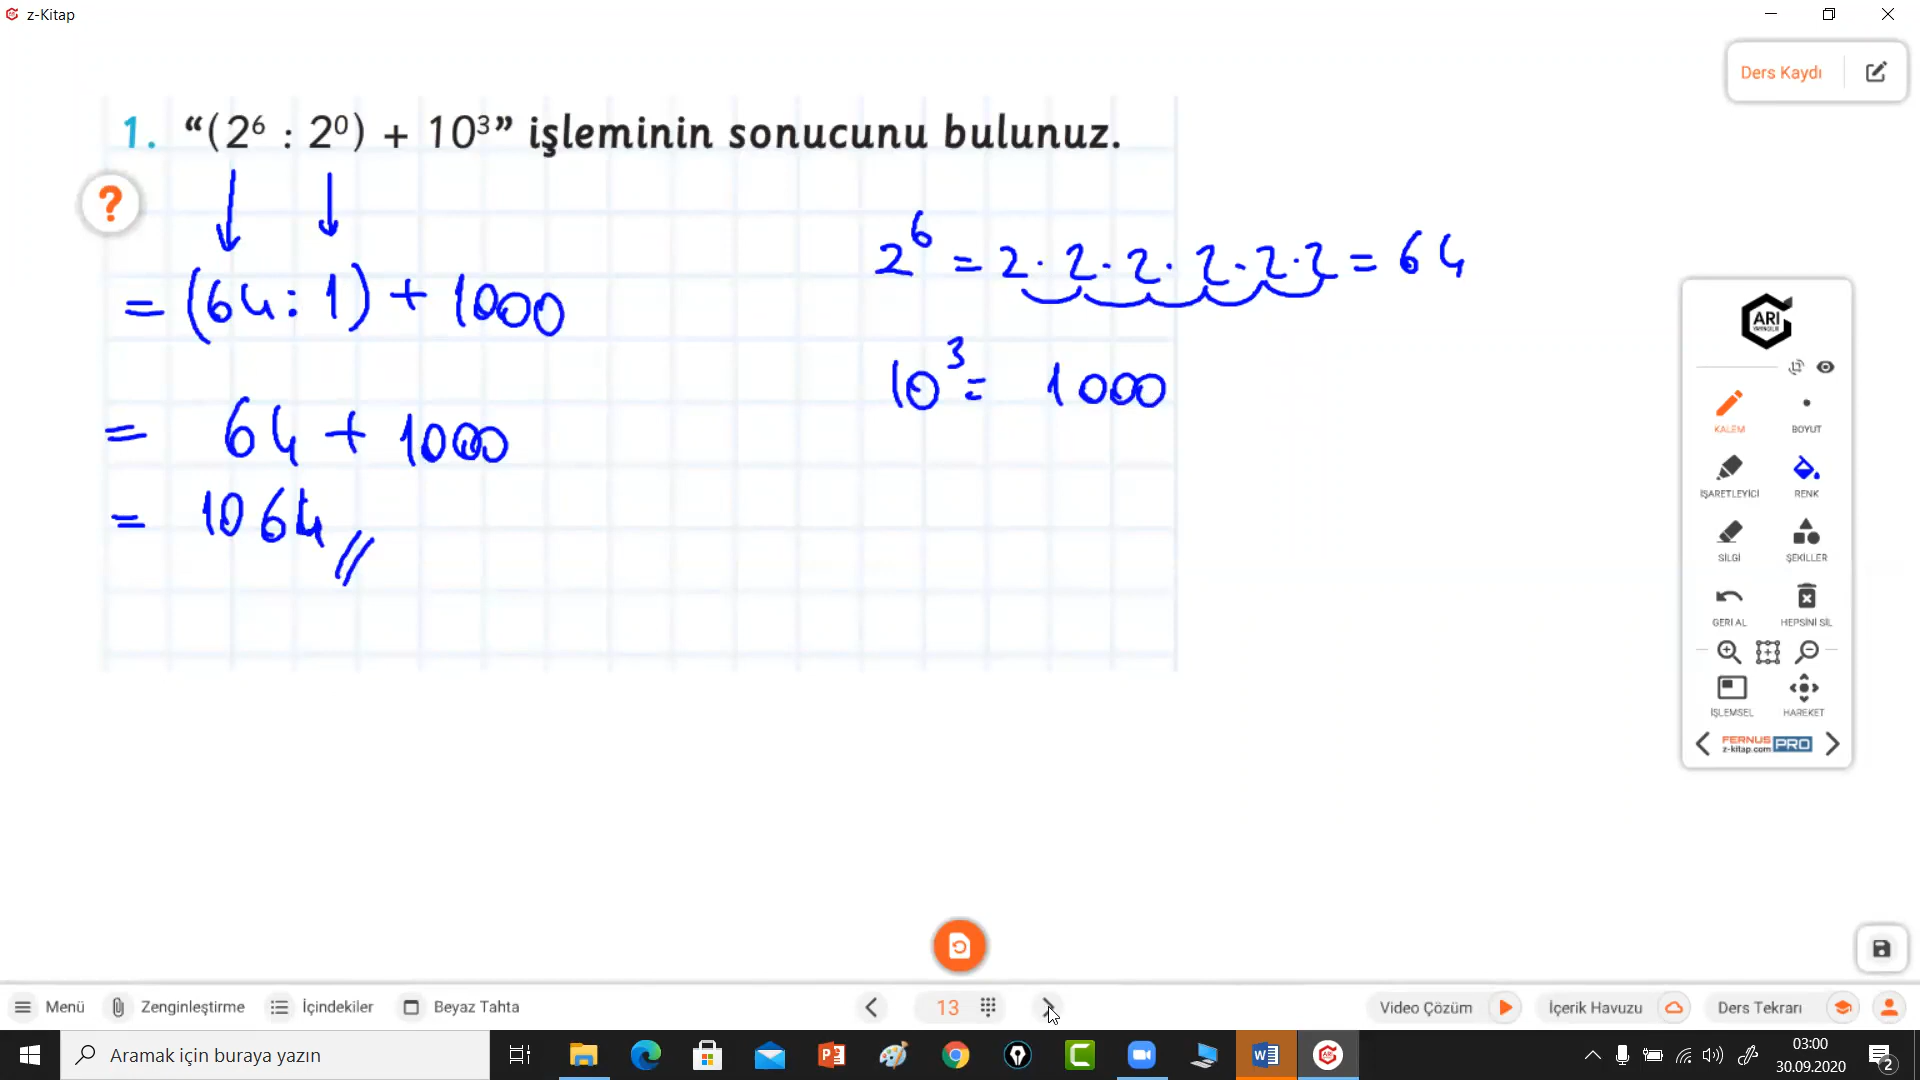 z-Kitap
Ders Kaydı
1. “(2⁶ : 2⁰) + 10³” işleminin sonucunu bulunuz.
?
= (64 : 1) + 1000
= 64 + 1000
= 1064 //
2⁶ = 2 · 2 · 2 · 2 · 2 · 2 = 64
10³ = 1000
ARI
YAYINCILIK
KALEM BOYUT
İŞARETLEYİCİ RENK
SİLGİ ŞEKİLLER
GERİ AL HEPSİNİ SİL
İŞLEMSEL HAREKET
FERNUS
z-kitap.com PRO
Menü Zenginleştirme İçindekiler Beyaz Tahta 13 Video Çözüm İçerik Havuzu Ders Tekrarı
Aramak için buraya yazın
03:00
30.09.2020
2